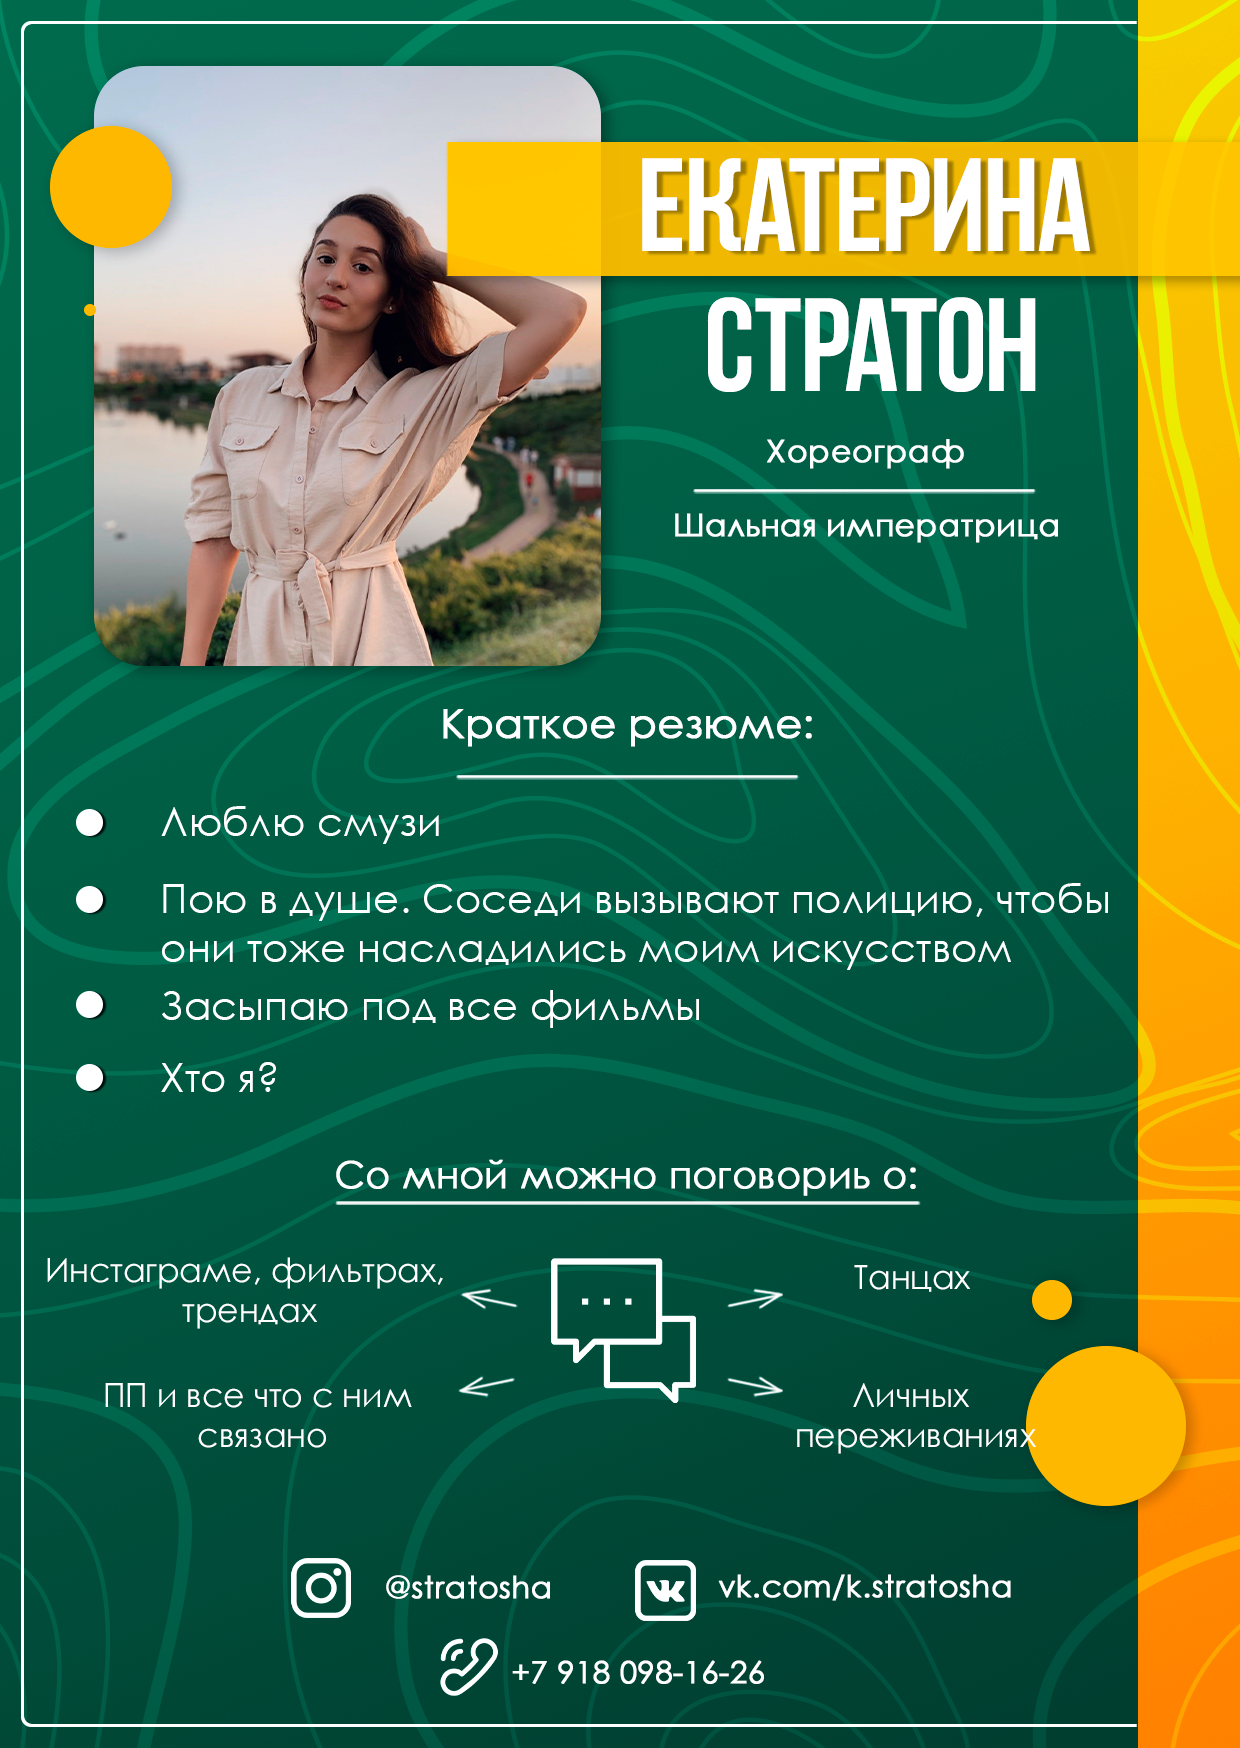 ЕКАТЕРИНА
СТРАТОН
Хореограф
Шальная императрица
Краткое резюме:
Люблю смузи
Пою в душе. Соседи вызывают полицию, чтобы
они тоже насладились моим искусством
Засыпаю под все фильмы
Хто я?
Со мной можно поговориь о:
Инстаграме, фильтрах,
трендах
Танцах
ПП и все что с ним
связано
Личных
переживаниях
@stratosha
vk.com/k.stratosha
+7 918 098-16-26